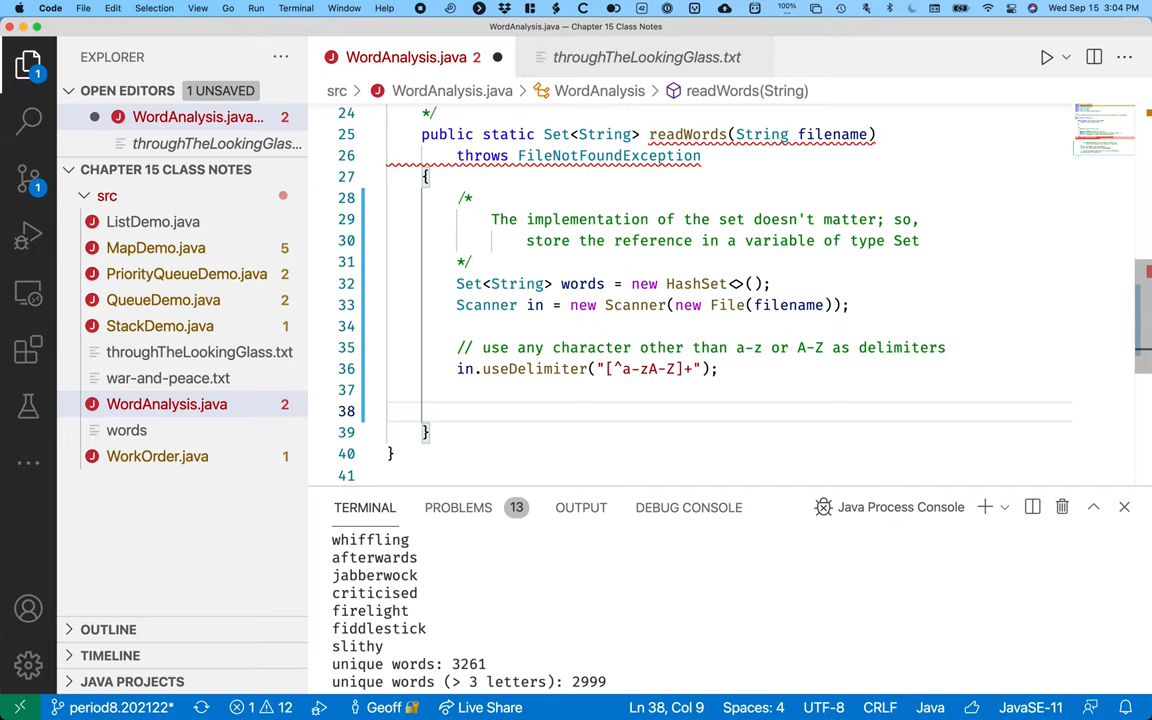 Code File Edit Selection View Go Run Terminal Window Help 100% Wed Sep 15 3:04 PM
WordAnalysis.java — Chapter 15 Class Notes
EXPLORER
WordAnalysis.java 2
throughTheLookingGlass.txt
OPEN EDITORS 1 UNSAVED
src > WordAnalysis.java > WordAnalysis > readWords(String)
WordAnalysis.java... 2
throughTheLookingGlas...
CHAPTER 15 CLASS NOTES
src
ListDemo.java
MapDemo.java 5
PriorityQueueDemo.java 2
QueueDemo.java 2
StackDemo.java 1
throughTheLookingGlass.txt
war-and-peace.txt
WordAnalysis.java 2
words
WorkOrder.java 1
OUTLINE
TIMELINE
JAVA PROJECTS
24 */
25 public static Set<String> readWords(String filename)
26 throws FileNotFoundException
27 {
28 /*
29 The implementation of the set doesn't matter; so,
30 store the reference in a variable of type Set
31 */
32 Set<String> words = new HashSet<>();
33 Scanner in = new Scanner(new File(filename));
34
35 // use any character other than a-z or A-Z as delimiters
36 in.useDelimiter("[^a-zA-Z]+");
37
38
39 }
40 }
41
TERMINAL PROBLEMS 13 OUTPUT DEBUG CONSOLE Java Process Console
whiffling
afterwards
jabberwock
criticised
firelight
fiddlestick
slithy
unique words: 3261
unique words (> 3 letters): 2999
period8.202122* 1 12 Geoff Live Share Ln 38, Col 9 Spaces: 4 UTF-8 CRLF Java JavaSE-11